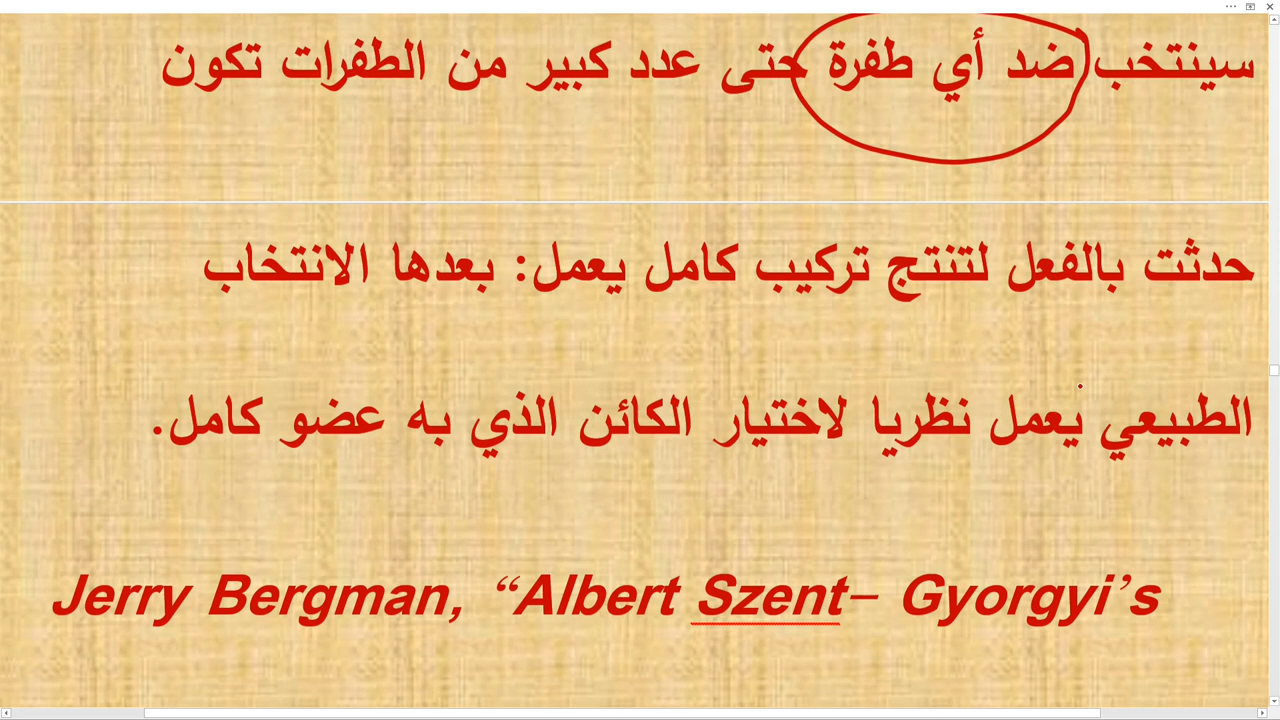 سينتخب ضد أي طفرة حتى عدد كبير من الطفرات تكون
حدثت بالفعل لتنتج تركيب كامل يعمل: بعدها الانتخاب
الطبيعي يعمل نظريا لاختيار الكائن الذي به عضو كامل.
Jerry Bergman, “Albert Szent– Gyorgyi’s